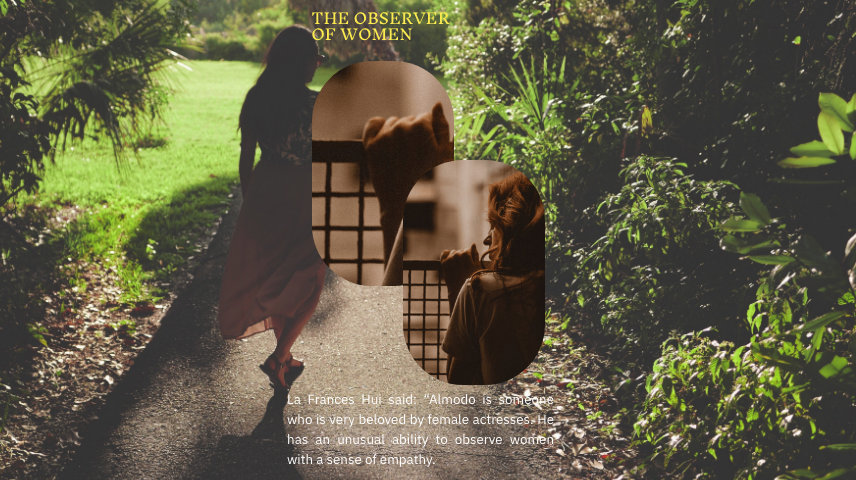 THE OBSERVER
OF WOMEN
La Frances Hui said: “Almodo is someone
who is very beloved by female actresses. He
has an unusual ability to observe women
with a sense of empathy.